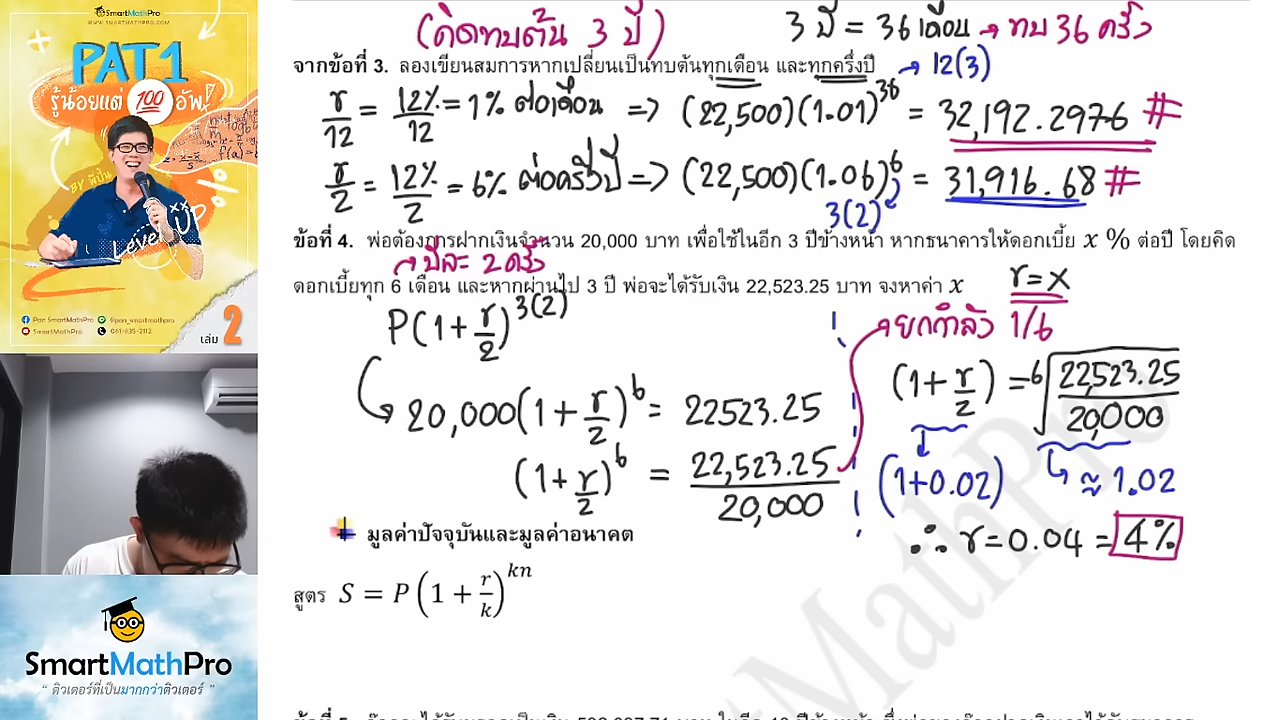 SmartMathPro
WWW.SMARTMATHPRO.COM
PAT1
รู้น้อยแต่ 100 อัพ!
BY พี่ปั้น
Level UP
Pan SmartMathPro @pan_smartmathpro
SmartMathPro 061-835-2112
เล่ม 2
SmartMathPro
“ ติวเตอร์ที่เป็นมากกว่าติวเตอร์ ”
(คิดทบต้น 3 ปี) 3 ปี = 36 เดือน → ทบ 36 ครั้ง
จากข้อที่ 3. ลองเขียนสมการหากเปลี่ยนเป็นทบต้นทุกเดือน และทุกครึ่งปี → 12(3)
r/12 = 12%/12 = 1% ต่อเดือน => (22,500)(1.01)^36 = 32,192.2976 #
r/2 = 12%/2 = 6% ต่อครึ่งปี => (22,500)(1.06)^6 = 31,916.68 #
3(2)
ข้อที่ 4. พ่อต้องการฝากเงินจำนวน 20,000 บาท เพื่อใช้ในอีก 3 ปีข้างหน้า หากธนาคารให้ดอกเบี้ย x % ต่อปี โดยคิด
→ ปีละ 2 ครั้ง
ดอกเบี้ยทุก 6 เดือน และหากผ่านไป 3 ปี พ่อจะได้รับเงิน 22,523.25 บาท จงหาค่า x
r = x
P(1 + r/2)^3(2)
20,000(1 + r/2)^6 = 22523.25
(1 + r/2)^6 = 22,523.25/20,000
ยกกำลัง 1/6
(1 + r/2) = ⁶√22,523.25/20,000
(1+0.02) ≈ 1.02
∴ r = 0.04 = 4%
มูลค่าปัจจุบันและมูลค่าอนาคต
สูตร S = P(1 + r/k)^kn